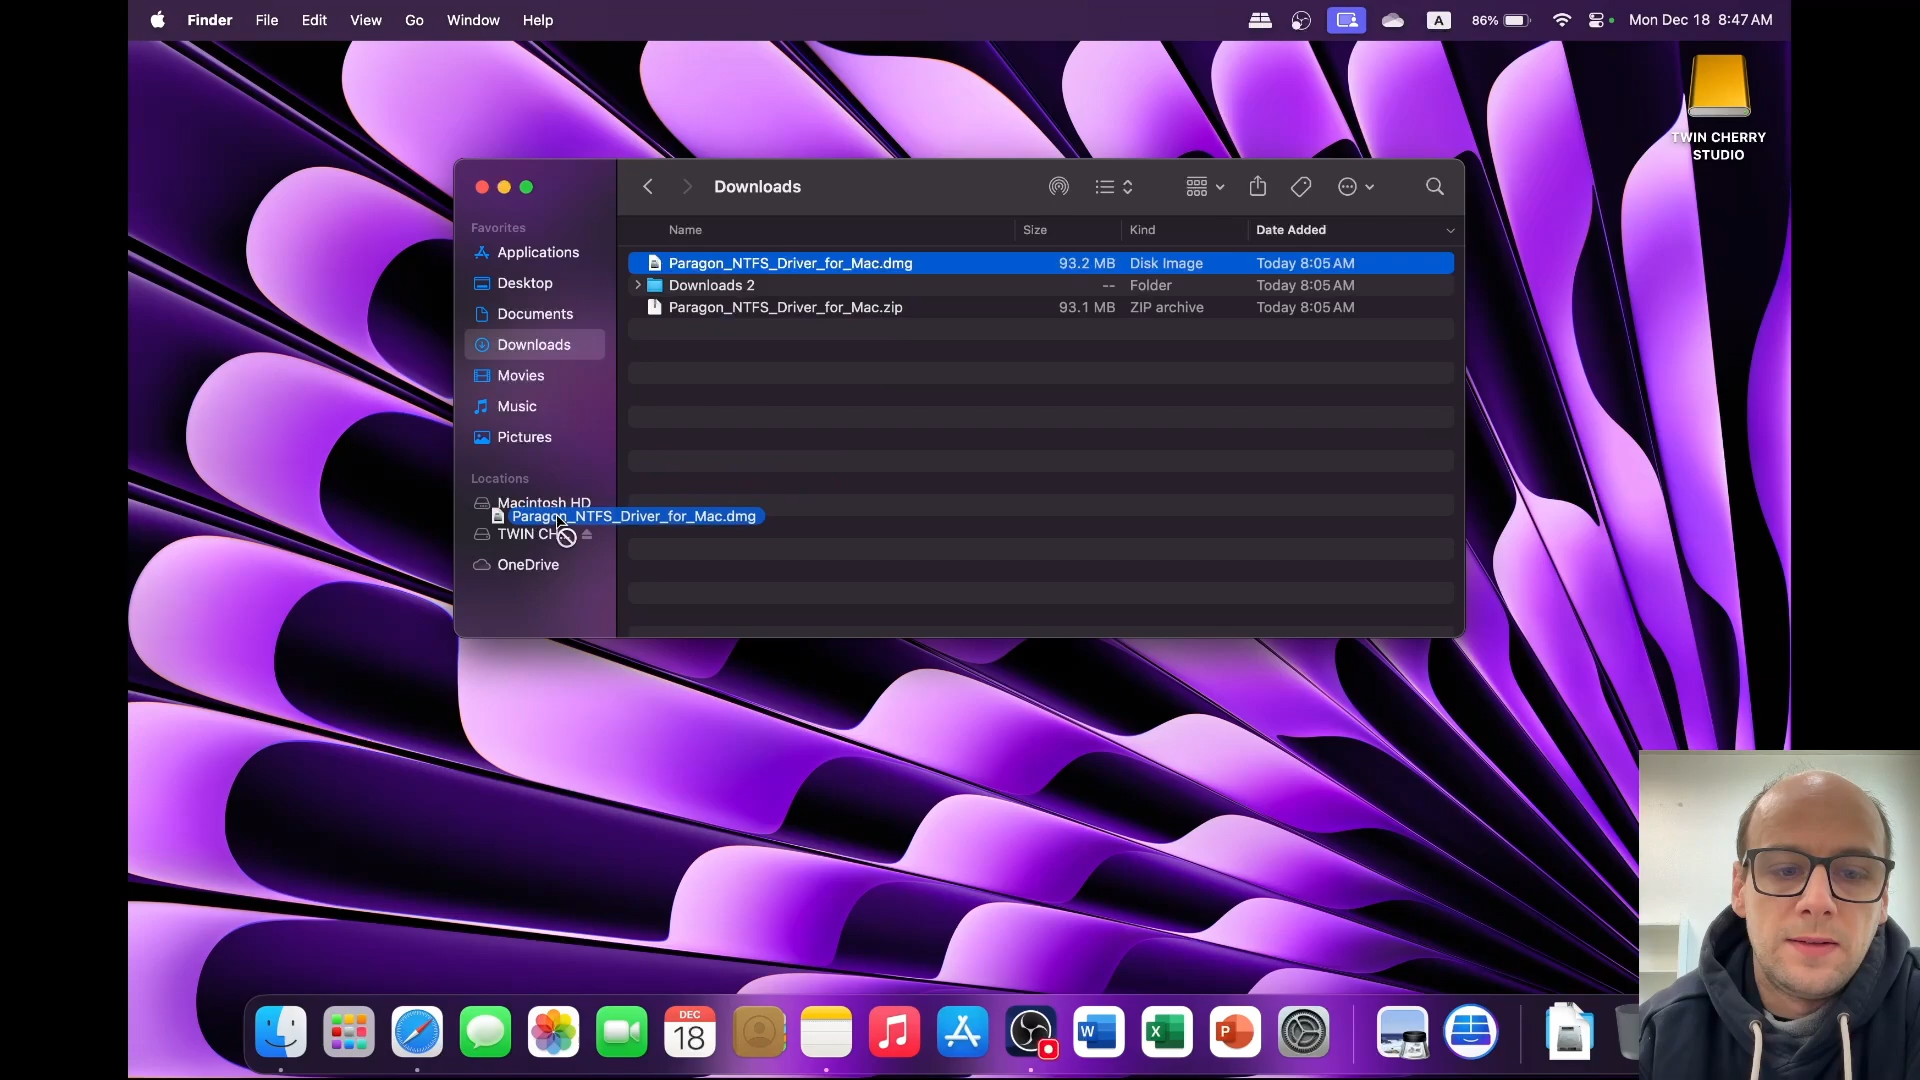 Finder File Edit View Go Window Help
A 86% Mon Dec 18 8:47 AM
TWIN CHERRY
STUDIO
Downloads
Favorites
Applications
Desktop
Documents
Downloads
Movies
Music
Pictures
Locations
Macintosh HD
TWIN CH
OneDrive
Name Size Kind Date Added
Paragon_NTFS_Driver_for_Mac.dmg 93.2 MB Disk Image Today 8:05 AM
Downloads 2 -- Folder Today 8:05 AM
Paragon_NTFS_Driver_for_Mac.zip 93.1 MB ZIP archive Today 8:05 AM
Paragon_NTFS_Driver_for_Mac.dmg
DEC
18
W
X
P